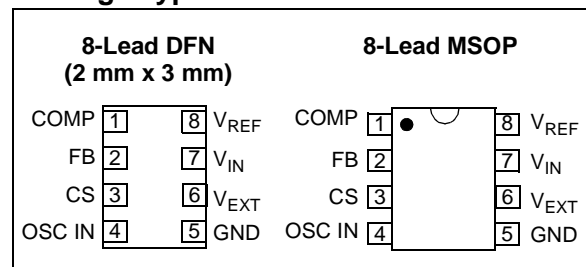 8-Lead DFN
(2 mm x 3 mm)
COMP 1 8 VREF
FB 2 7 VIN
CS 3 6 VEXT
OSC IN 4 5 GND
8-Lead MSOP
COMP 1 8 VREF
FB 2 7 VIN
CS 3 6 VEXT
OSC IN 4 5 GND